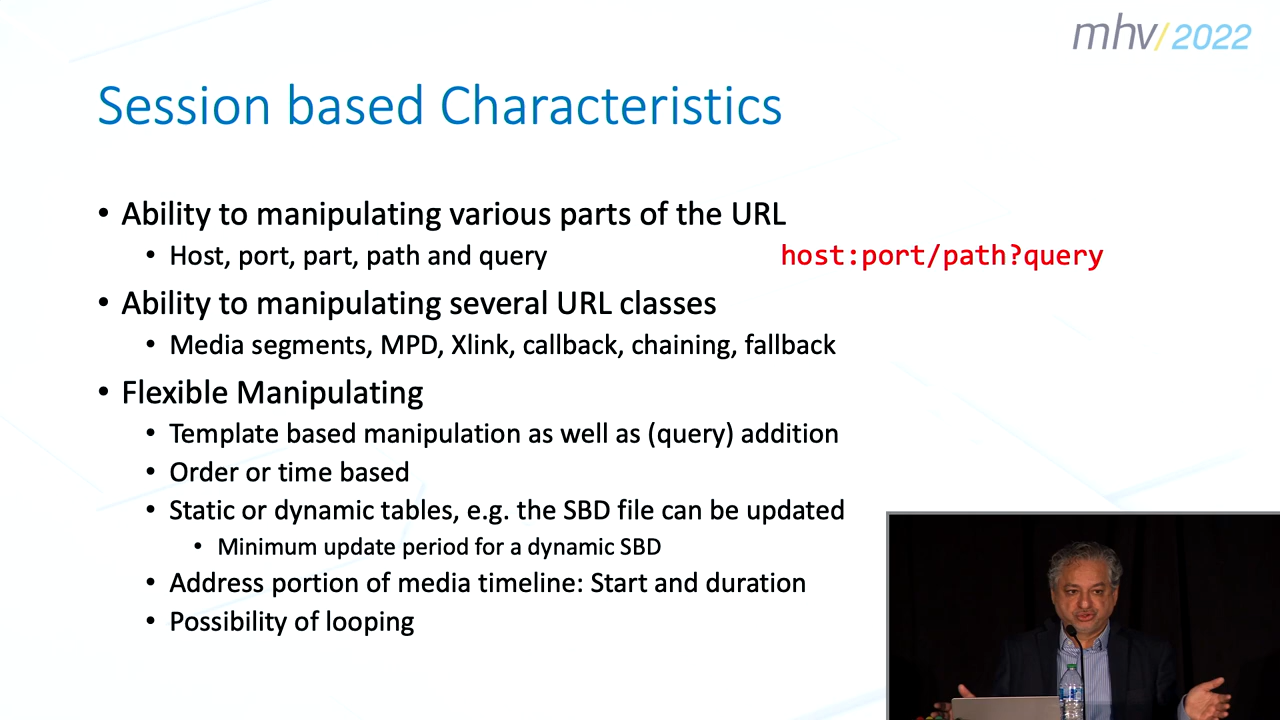 mhv/2022
Session based Characteristics
• Ability to manipulating various parts of the URL
• Host, port, part, path and query
host:port/path?query
• Ability to manipulating several URL classes
• Media segments, MPD, Xlink, callback, chaining, fallback
• Flexible Manipulating
• Template based manipulation as well as (query) addition
• Order or time based
• Static or dynamic tables, e.g. the SBD file can be updated
• Minimum update period for a dynamic SBD
• Address portion of media timeline: Start and duration
• Possibility of looping